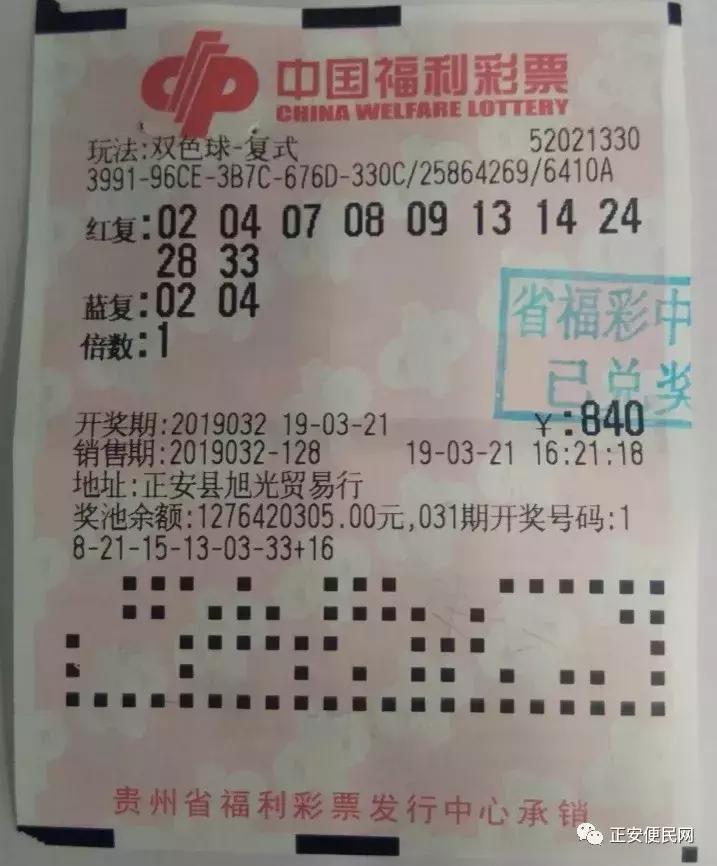 中国福利彩票
CHINA WELFARE LOTTERY
玩法:双色球-复式 52021330
3991-96CE-3B7C-676D-330C/25864269/6410A
红复:02 04 07 08 09 13 14 24
28 33
蓝复:02 04
倍数:1
省福彩中
已兑奖
开奖期:2019032 19-03-21 ¥:840
销售期:2019032-128 19-03-21 16:21:18
地址:正安县旭光贸易行
奖池余额:1276420305.00元,031期开奖号码:1
8-21-15-13-03-33+16
贵州省福利彩票发行中心承销
正安便民网